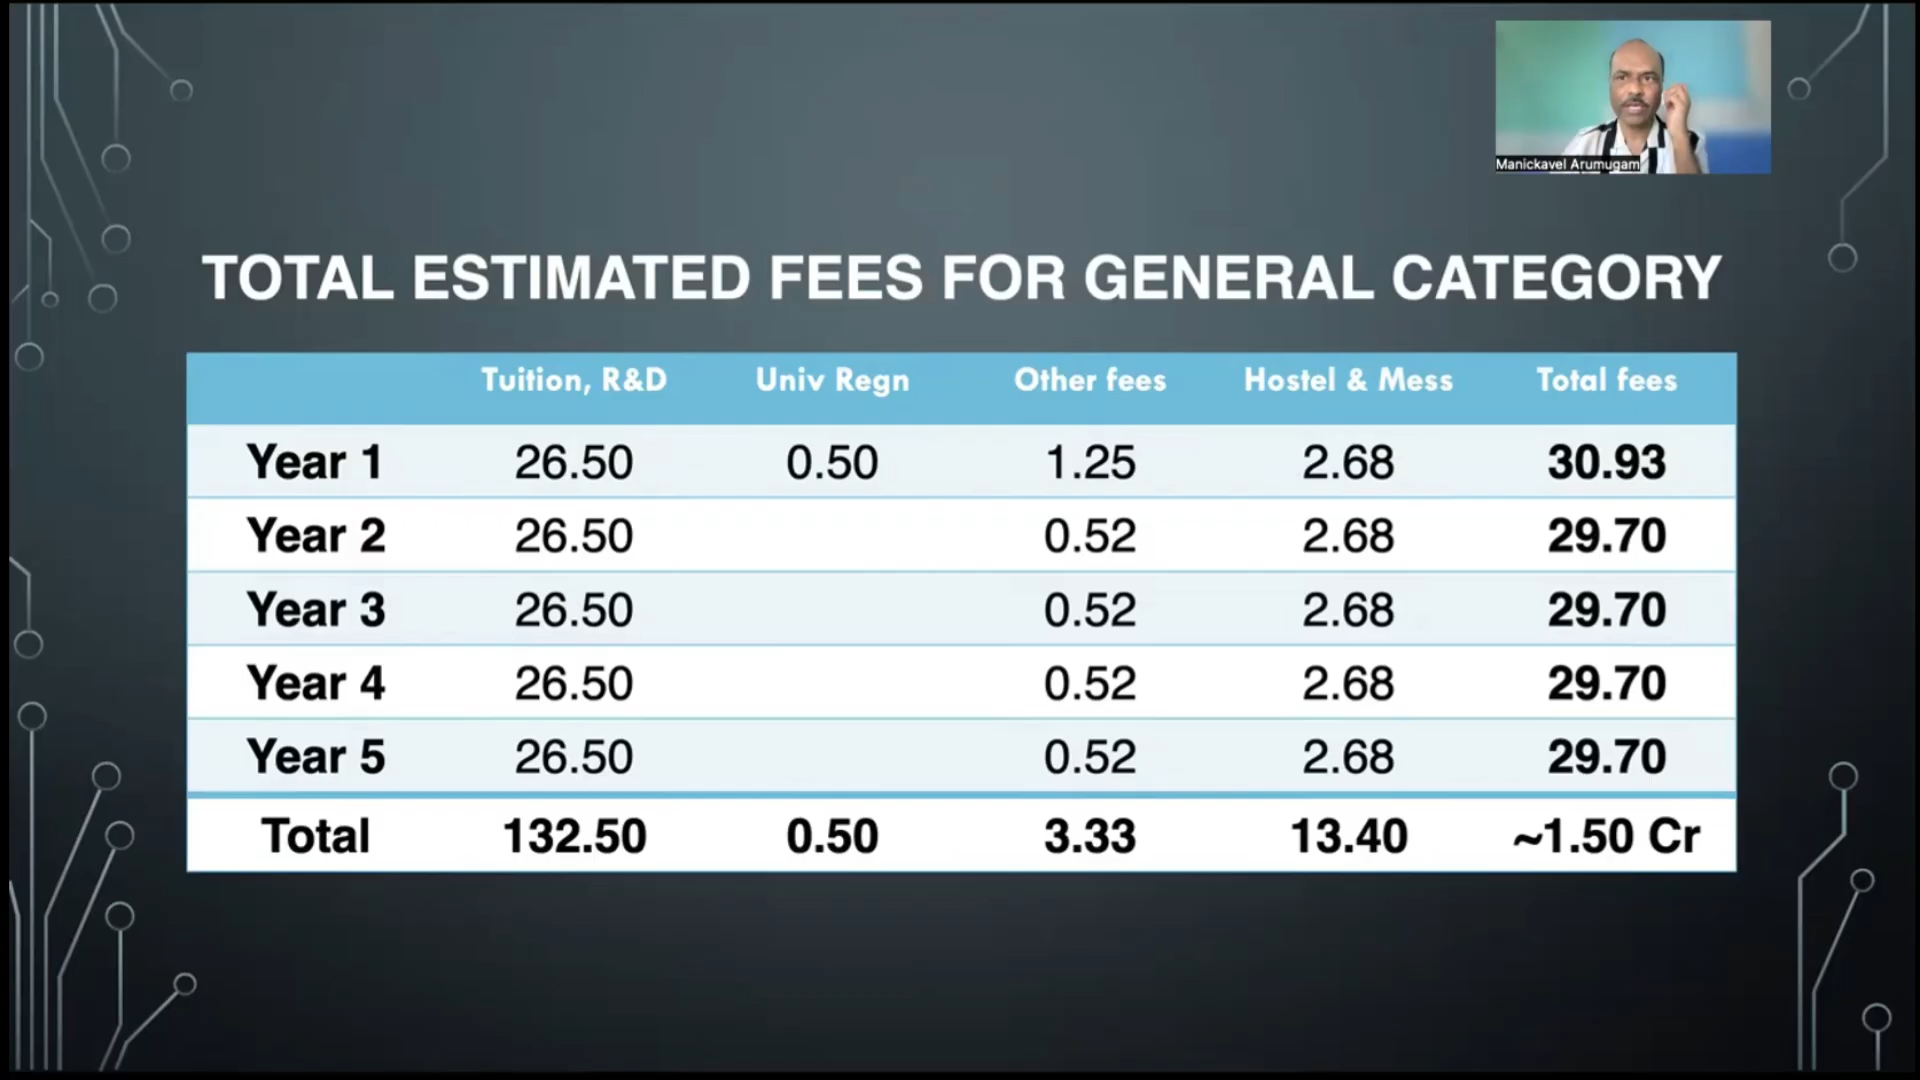 Manickavel Arumugam
TOTAL ESTIMATED FEES FOR GENERAL CATEGORY
Tuition, R&D Univ Regn Other fees Hostel & Mess Total fees
Year 1 26.50 0.50 1.25 2.68 30.93
Year 2 26.50 0.52 2.68 29.70
Year 3 26.50 0.52 2.68 29.70
Year 4 26.50 0.52 2.68 29.70
Year 5 26.50 0.52 2.68 29.70
Total 132.50 0.50 3.33 13.40 ~1.50 Cr